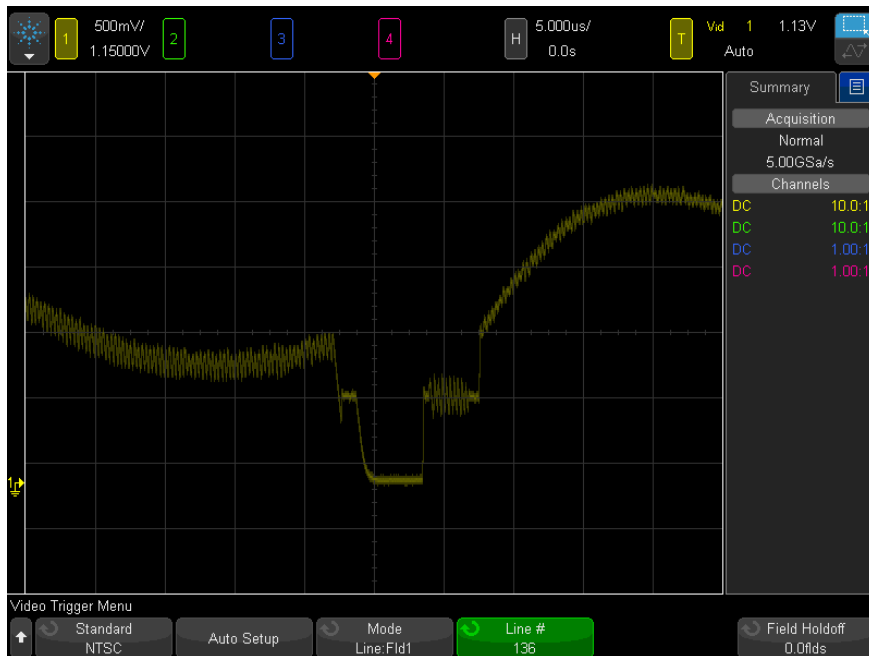 1 500mV/ 2 3 4 H 5.000us/ T Vid 1 1.13V
1.15000V 0.0s Auto
Summary
Acquisition
Normal
5.00GSa/s
Channels
DC 10.0:1
DC 10.0:1
DC 1.00:1
DC 1.00:1
1
Video Trigger Menu
Standard
NTSC
Auto Setup
Mode
Line:Fld1
Line #
136
Field Holdoff
0.0flds